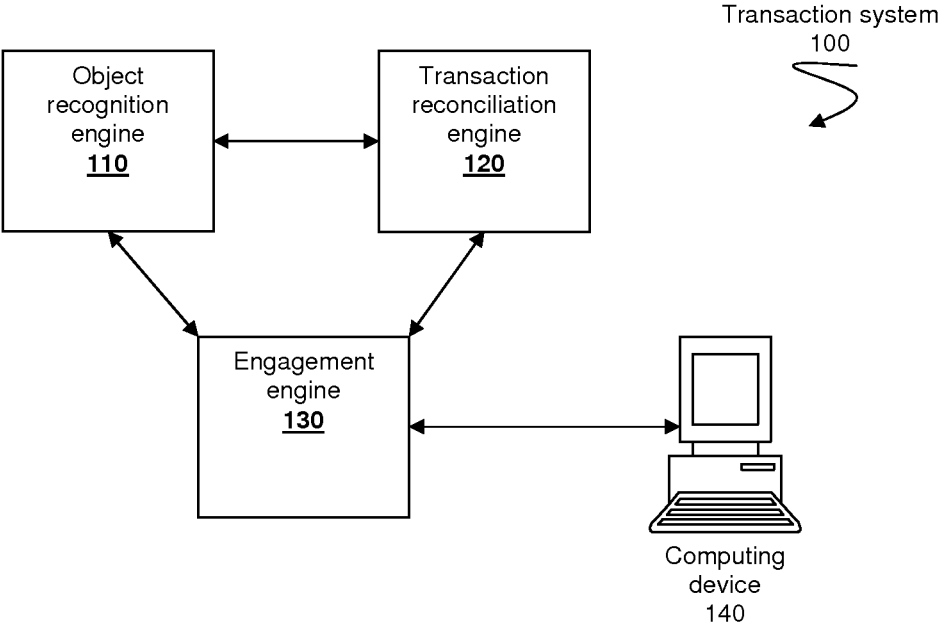 Transaction system
100
Object
recognition
engine
110
Transaction
reconciliation
engine
120
Engagement
engine
130
Computing
device
140